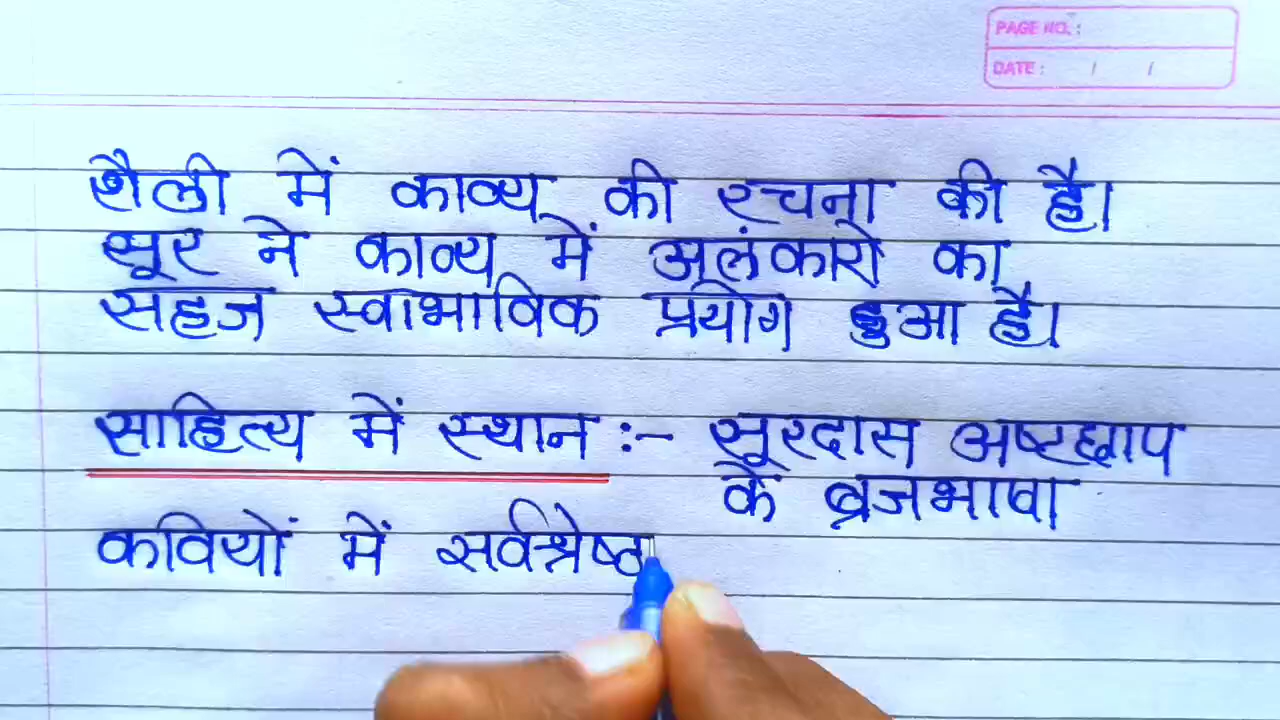 PAGE NO. :
DATE : / /
शैली में काव्य की रचना की है।
सूर ने काव्य में अलंकारो का
सहज स्वाभाविक प्रयोग हुआ है।
साहित्य में स्थान :- सूरदास अष्टछाप
के ब्रजभाषा
कवियों में सर्वश्रेष्ठ